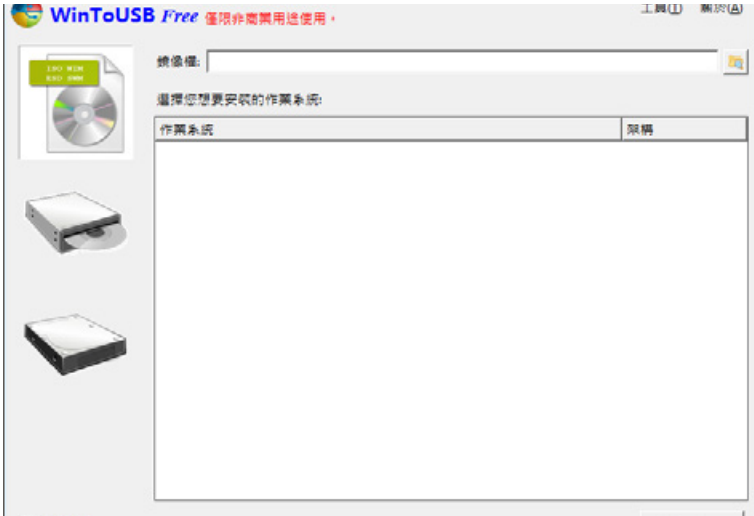 WinToUSB Free 僅限非商業用途使用。
工具(T) 關於(A)
ISO WIM
ESD SWM
鏡像檔:
選擇您想要安裝的作業系統:
作業系統 架構